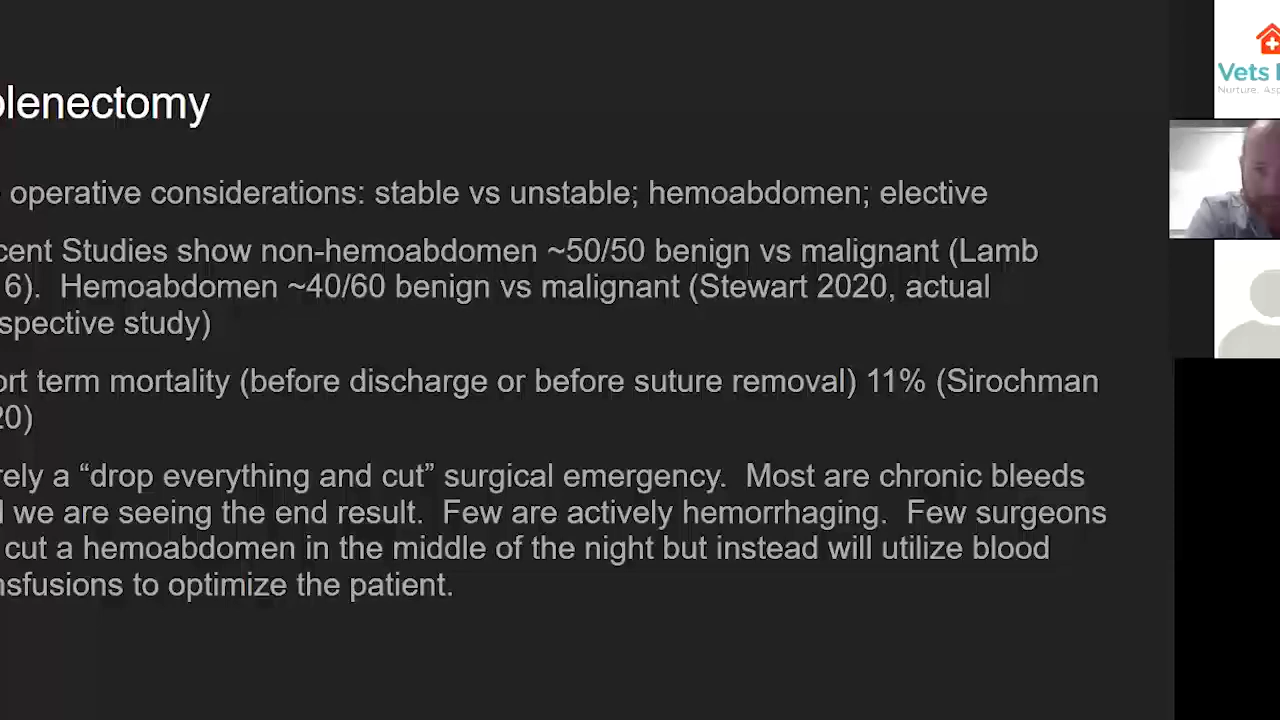 plenectomy
operative considerations: stable vs unstable; hemoabdomen; elective
cent Studies show non-hemoabdomen ~50/50 benign vs malignant (Lamb
6). Hemoabdomen ~40/60 benign vs malignant (Stewart 2020, actual
spective study)
ort term mortality (before discharge or before suture removal) 11% (Sirochman
20)
rely a “drop everything and cut” surgical emergency. Most are chronic bleeds
we are seeing the end result. Few are actively hemorrhaging. Few surgeons
cut a hemoabdomen in the middle of the night but instead will utilize blood
nsfusions to optimize the patient.
Vets
Nurture. Asp